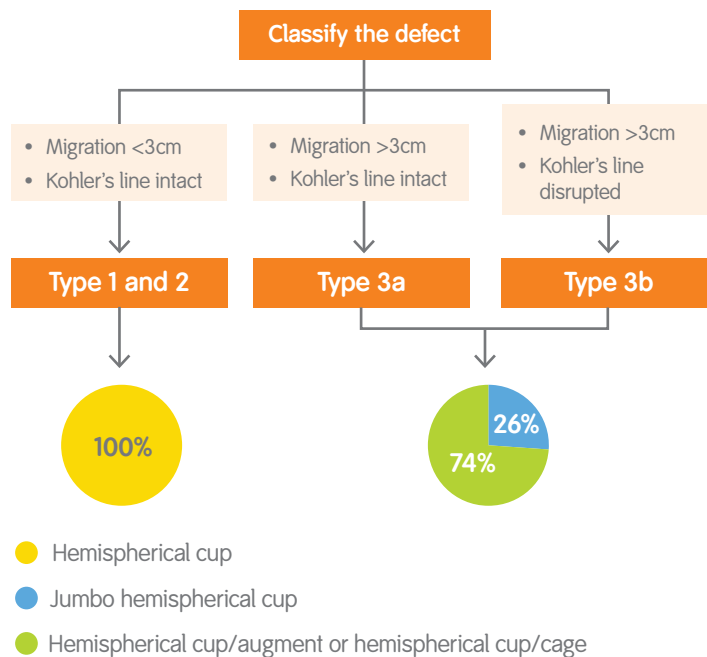 Classify the defect
• Migration <3cm
• Kohler's line intact
• Migration >3cm
• Kohler's line intact
• Migration >3cm
• Kohler's line
disrupted
Type 1 and 2
Type 3a
Type 3b
100%
26%
74%
Hemispherical cup
Jumbo hemispherical cup
Hemispherical cup/augment or hemispherical cup/cage